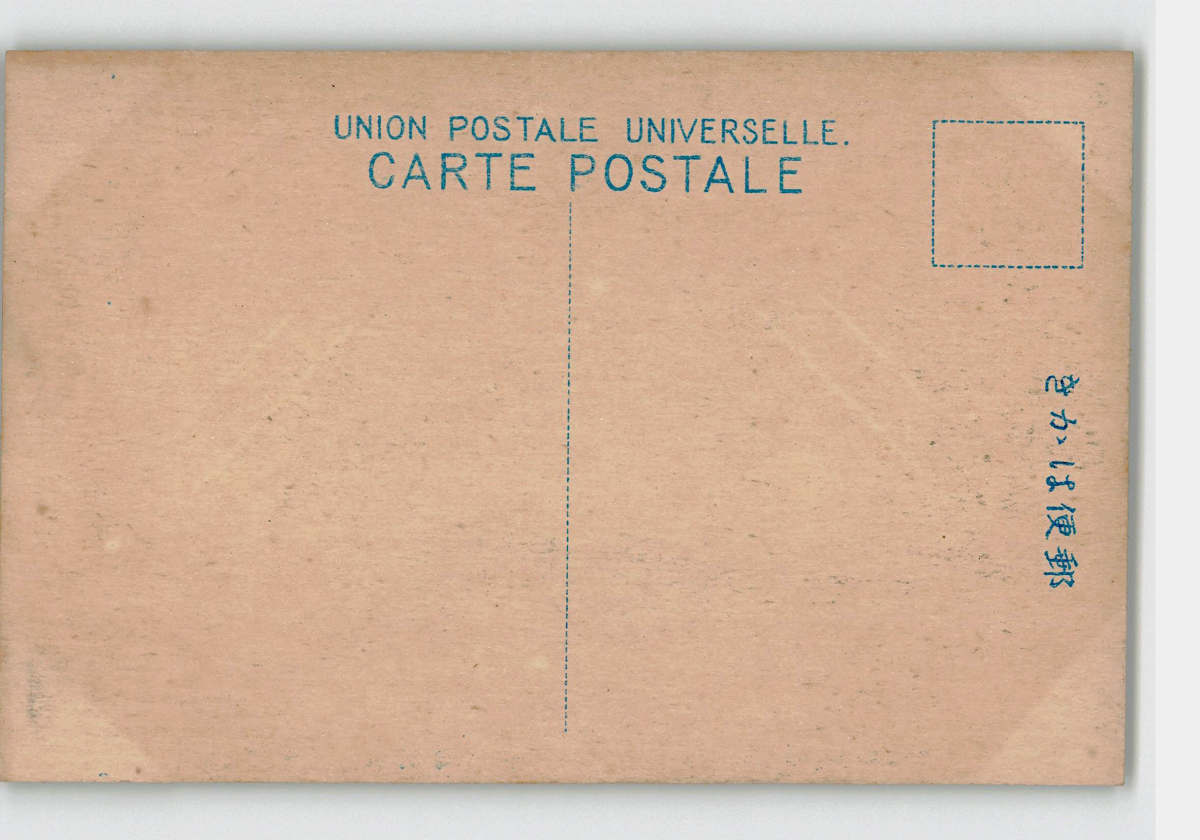 UNION POSTALE UNIVERSELLE.
CARTE POSTALE
郵便はかき